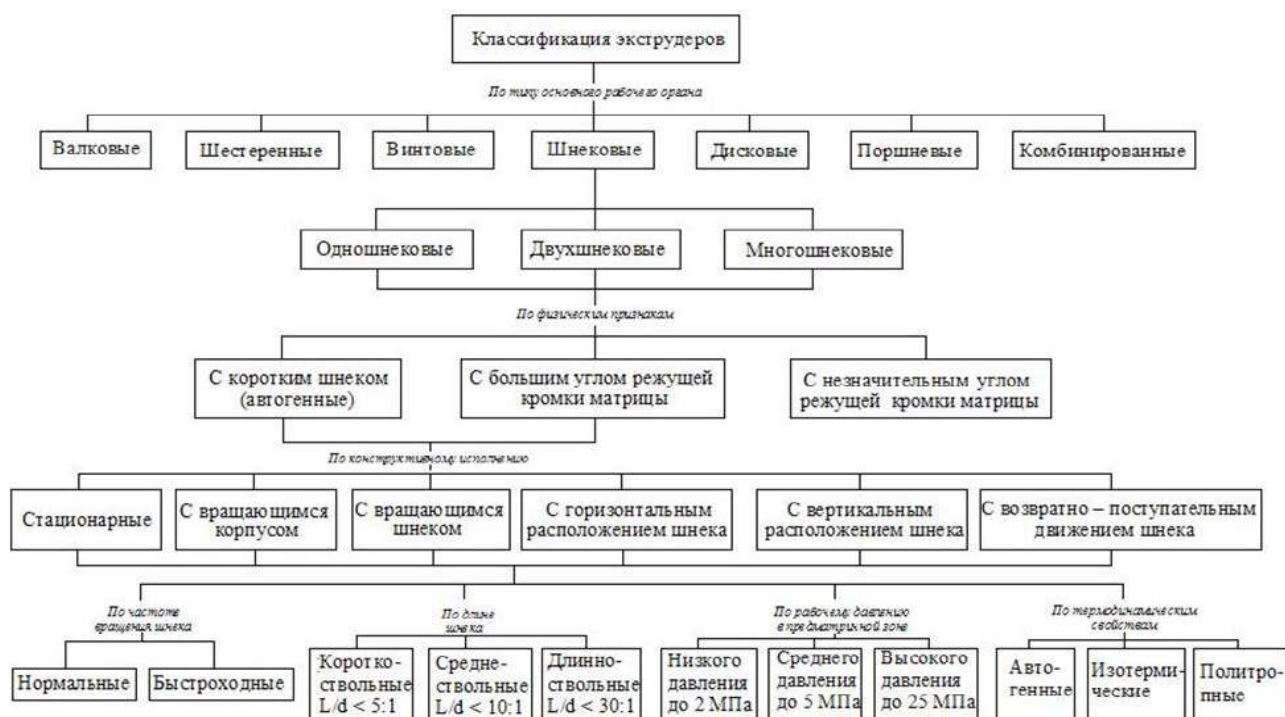 Классификация экструдеров
По типу основного рабочего органа
Валковые
Шестеренные
Винтовые
Шнековые
Дисковые
Поршневые
Комбинированные
Одношнековые
Двухшнековые
Многошнековые
По физическим признакам
С коротким шнеком
(автогенные)
С большим углом режущей
кромки матрицы
С незначительным углом
режущей кромки матрицы
По конструктивному исполнению
Стационарные
С вращающимся
корпусом
С вращающимся
шнеком
С горизонтальным
расположением шнека
С вертикальным
расположением шнека
С возвратно – поступательным
движением шнека
По частоте
вращения шнека
По длине
шнека
По рабочему давлению
в предматричной зоне
По термодинамическим
свойствам
Нормальные
Быстроходные
Коротко-
ствольные
L/d < 5:1
Средне-
ствольные
L/d < 10:1
Длинно-
ствольные
L/d < 30:1
Низкого
давления
до 2 МПа
Среднего
давления
до 5 МПа
Высокого
давления
до 25 МПа
Авто-
генные
Изотерми-
ческие
Политро-
пные